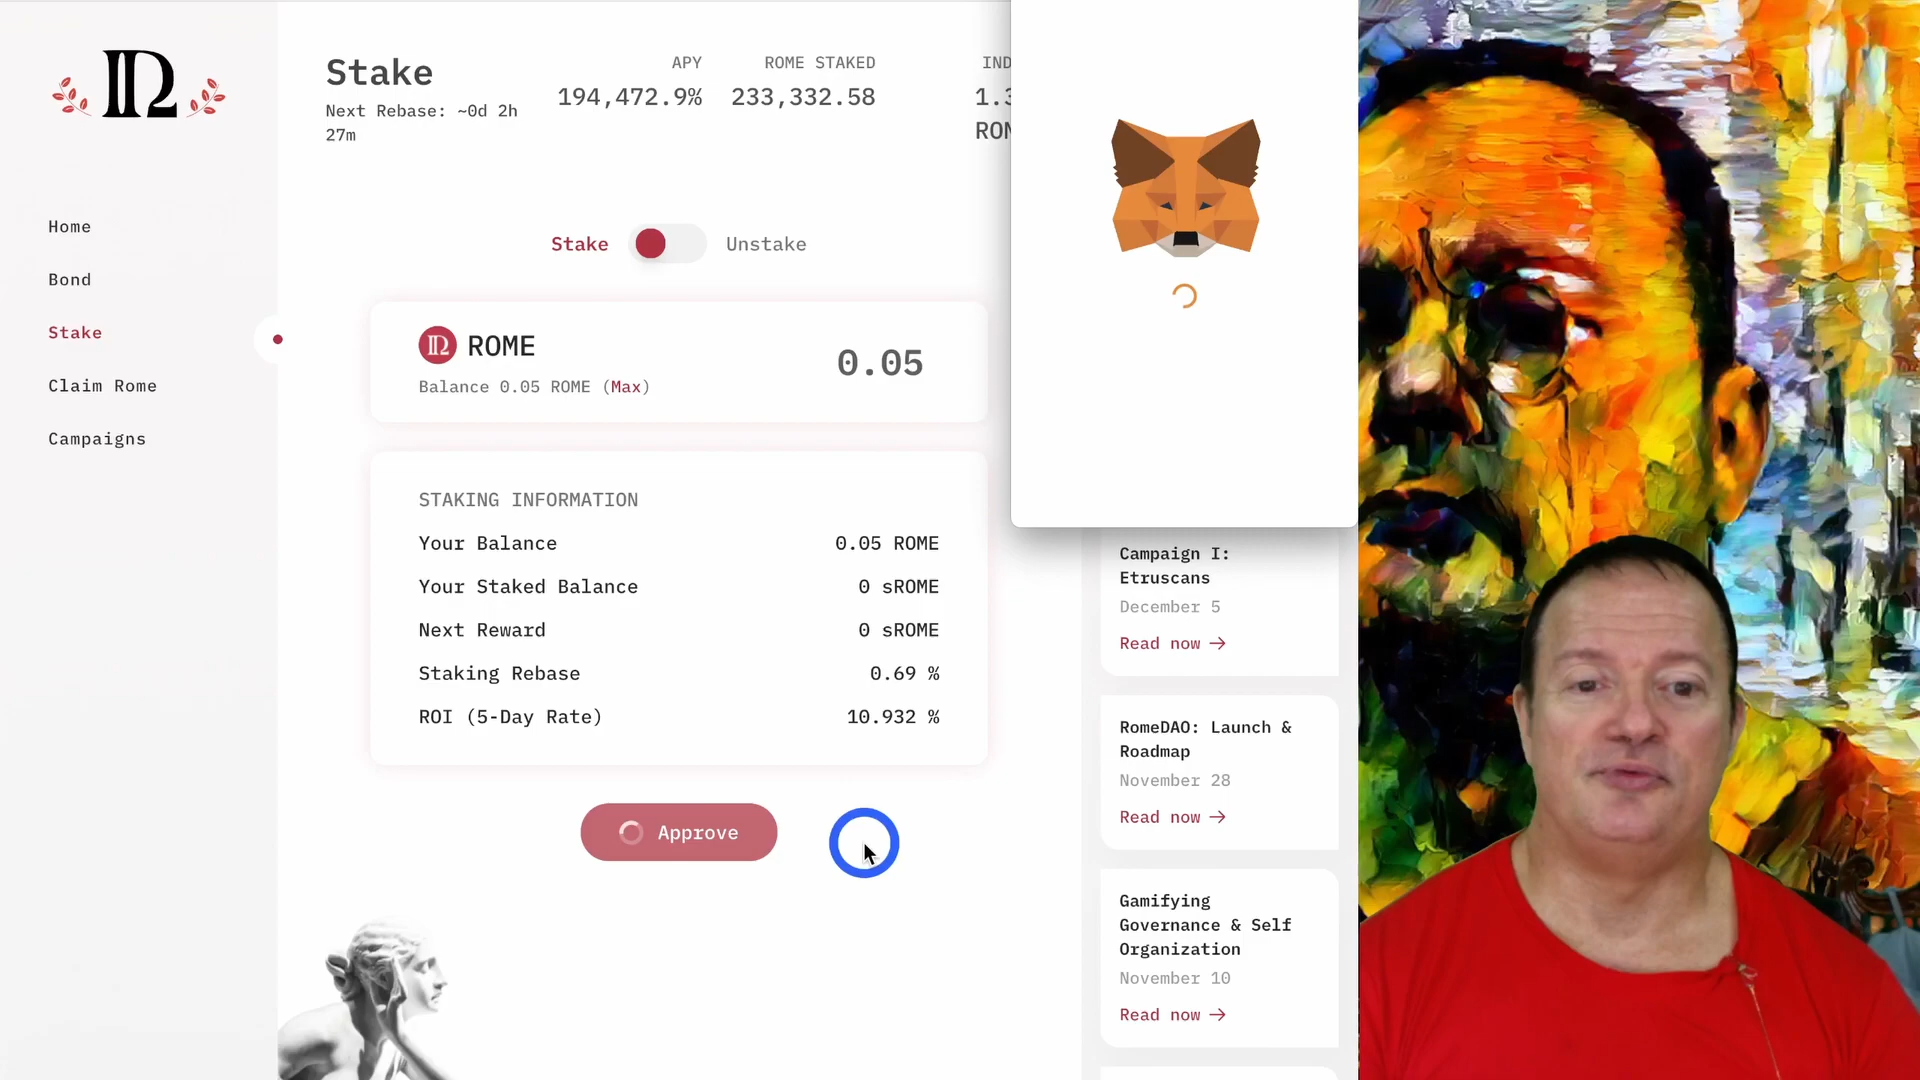 Stake
Next Rebase: ~0d 2h
27m
APY
194,472.9%
ROME STAKED
233,332.58
Home
Bond
Stake
Claim Rome
Campaigns
Stake
Unstake
ROME
0.05
Balance 0.05 ROME (Max)
STAKING INFORMATION
Your Balance 0.05 ROME
Your Staked Balance 0 sROME
Next Reward 0 sROME
Staking Rebase 0.69 %
ROI (5-Day Rate) 10.932 %
Approve
Campaign I:
Etruscans
December 5
Read now →
RomeDAO: Launch &
Roadmap
November 28
Read now →
Gamifying
Governance & Self
Organization
November 10
Read now →